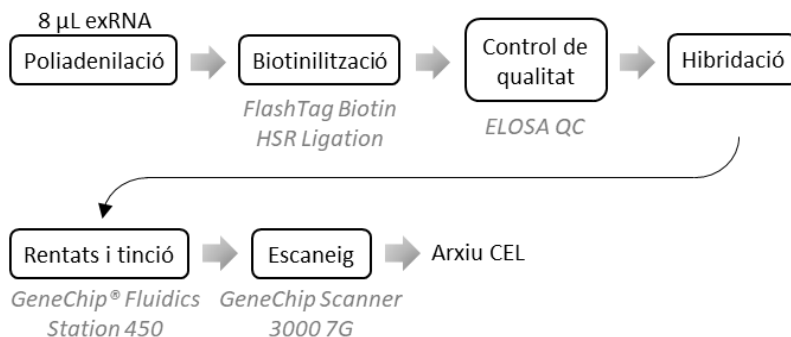 8 µL exRNA
Poliadenilació
Biotinilització
FlashTag Biotin
HSR Ligation
Control de
qualitat
ELOSA QC
Hibridació
Rentats i tinció
GeneChip® Fluidics
Station 450
Escaneig
GeneChip Scanner
3000 7G
Arxiu CEL